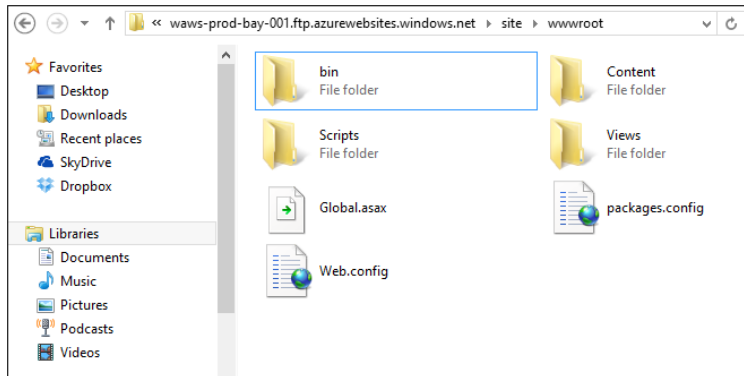 « waws-prod-bay-001.ftp.azurewebsites.windows.net ▸ site ▸ wwwroot
Favorites
Desktop
Downloads
Recent places
SkyDrive
Dropbox
Libraries
Documents
Music
Pictures
Podcasts
Videos
bin
File folder
Content
File folder
Scripts
File folder
Views
File folder
Global.asax
packages.config
Web.config